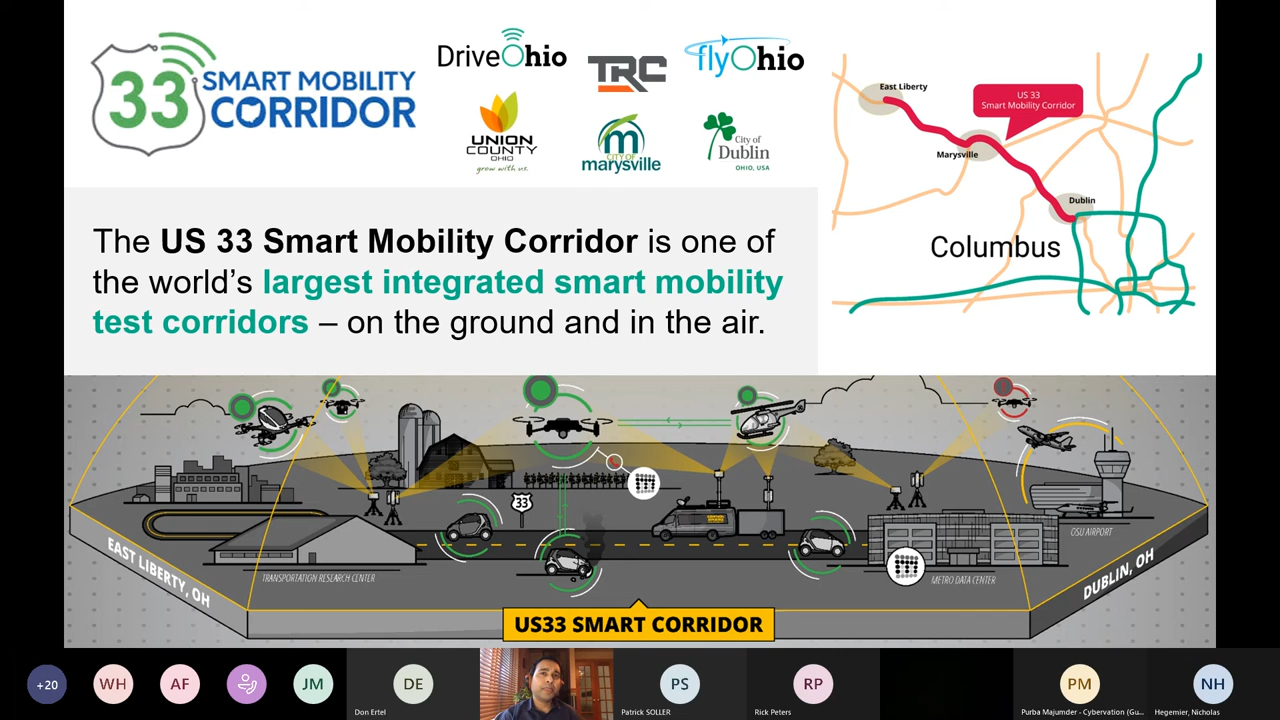 33
SMART MOBILITY
CORRIDOR
DriveOhio
TRC
flyOhio
UNION
COUNTY
OHIO
grow with us.
m
CITY OF
marysville
City of
Dublin
OHIO, USA
East Liberty
US 33
Smart Mobility Corridor
Marysville
Dublin
Columbus
The US 33 Smart Mobility Corridor is one of
the world’s largest integrated smart mobility
test corridors – on the ground and in the air.
33
EAST LIBERTY, OH
TRANSPORTATION RESEARCH CENTER
METRO DATA CENTER
OSU AIRPORT
DUBLIN, OH
US33 SMART CORRIDOR
+20
WH
AF
JM
DE
Don Ertel
PS
Patrick SOLLER
RP
Rick Peters
PM
Purba Majumder - Cybervation (Gu...
NH
Hegemier, Nicholas